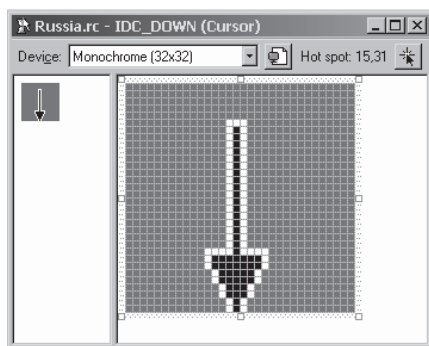 Russia.rc - IDC_DOWN (Cursor)
Device: Monochrome (32x32) Hot spot: 15,31